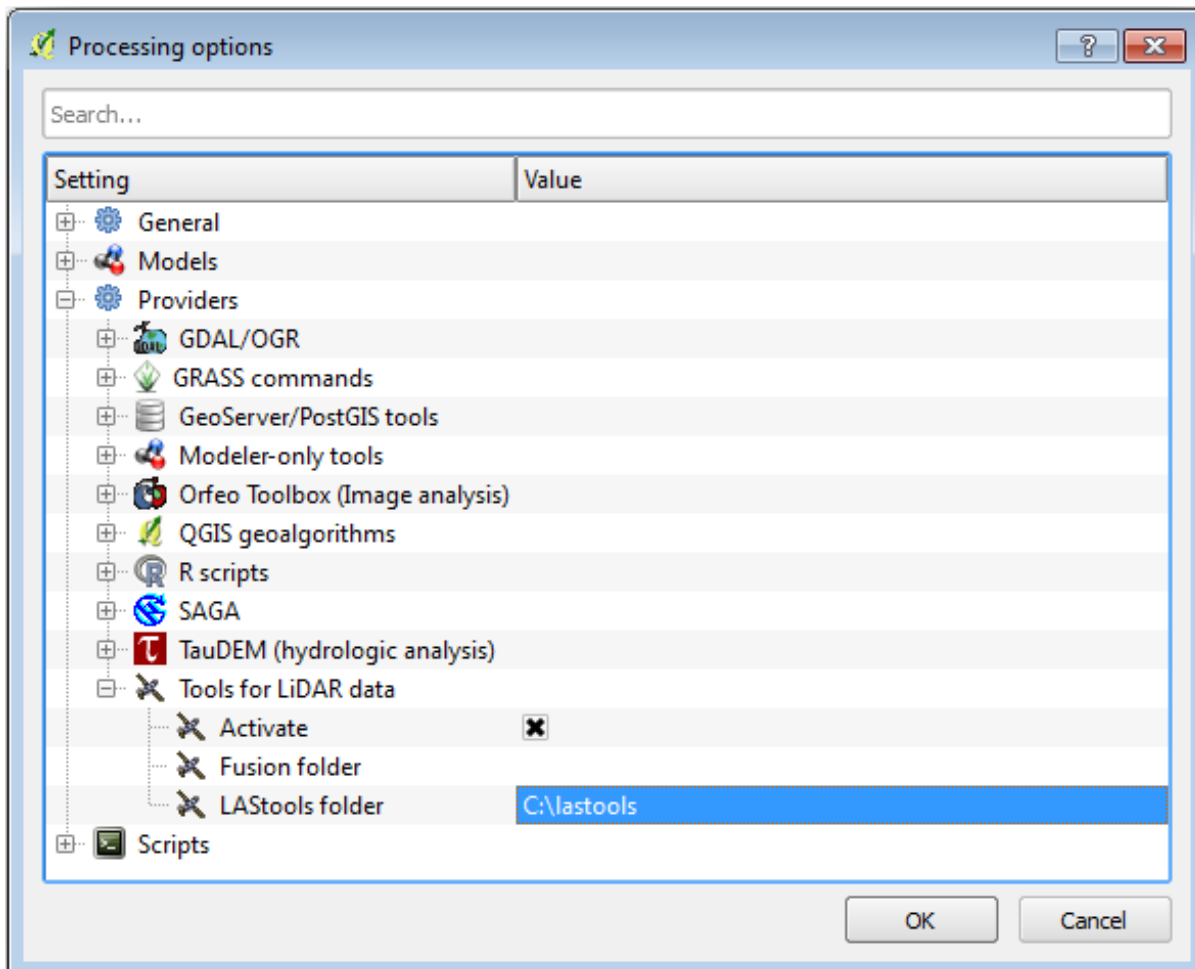 Processing options
Search...
Setting Value
General
Models
Providers
GDAL/OGR
GRASS commands
GeoServer/PostGIS tools
Modeler-only tools
Orfeo Toolbox (Image analysis)
QGIS geoalgorithms
R scripts
SAGA
TauDEM (hydrologic analysis)
Tools for LiDAR data
Activate
Fusion folder
LAStools folder C:\lastools
Scripts
OK Cancel